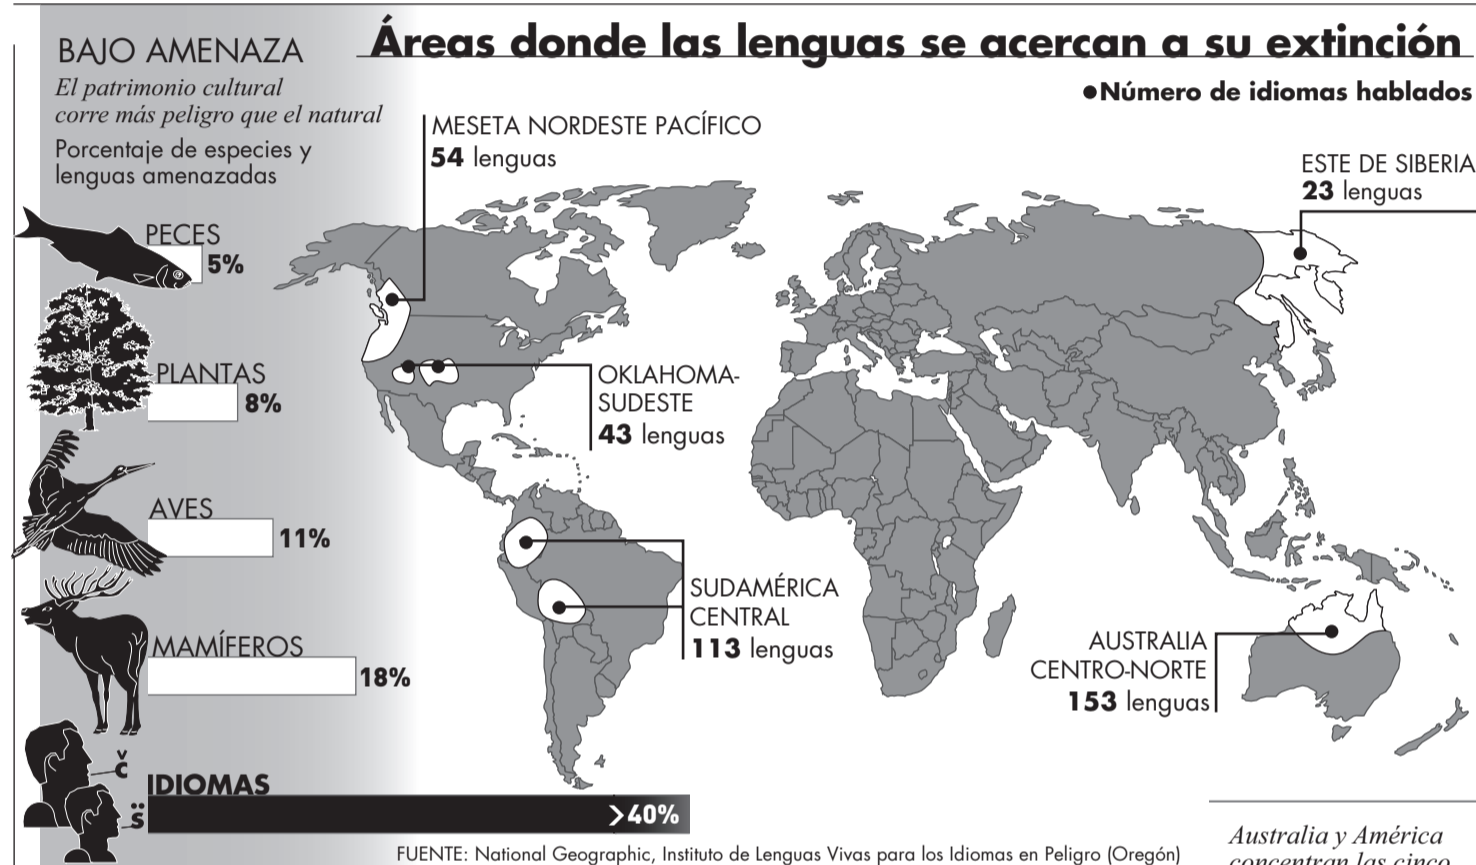 Áreas donde las lenguas se acercan a su extinción
●Número de idiomas hablados
BAJO AMENAZA
El patrimonio cultural
corre más peligro que el natural
Porcentaje de especies y
lenguas amenazadas
PECES
5%
PLANTAS
8%
AVES
11%
MAMÍFEROS
18%
č
s̈
IDIOMAS
>40%
MESETA NORDESTE PACÍFICO
54 lenguas
OKLAHOMA-
SUDESTE
43 lenguas
SUDAMÉRICA
CENTRAL
113 lenguas
ESTE DE SIBERIA
23 lenguas
AUSTRALIA
CENTRO-NORTE
153 lenguas
FUENTE: National Geographic, Instituto de Lenguas Vivas para los Idiomas en Peligro (Oregón)
Australia y América
concentran las cinco